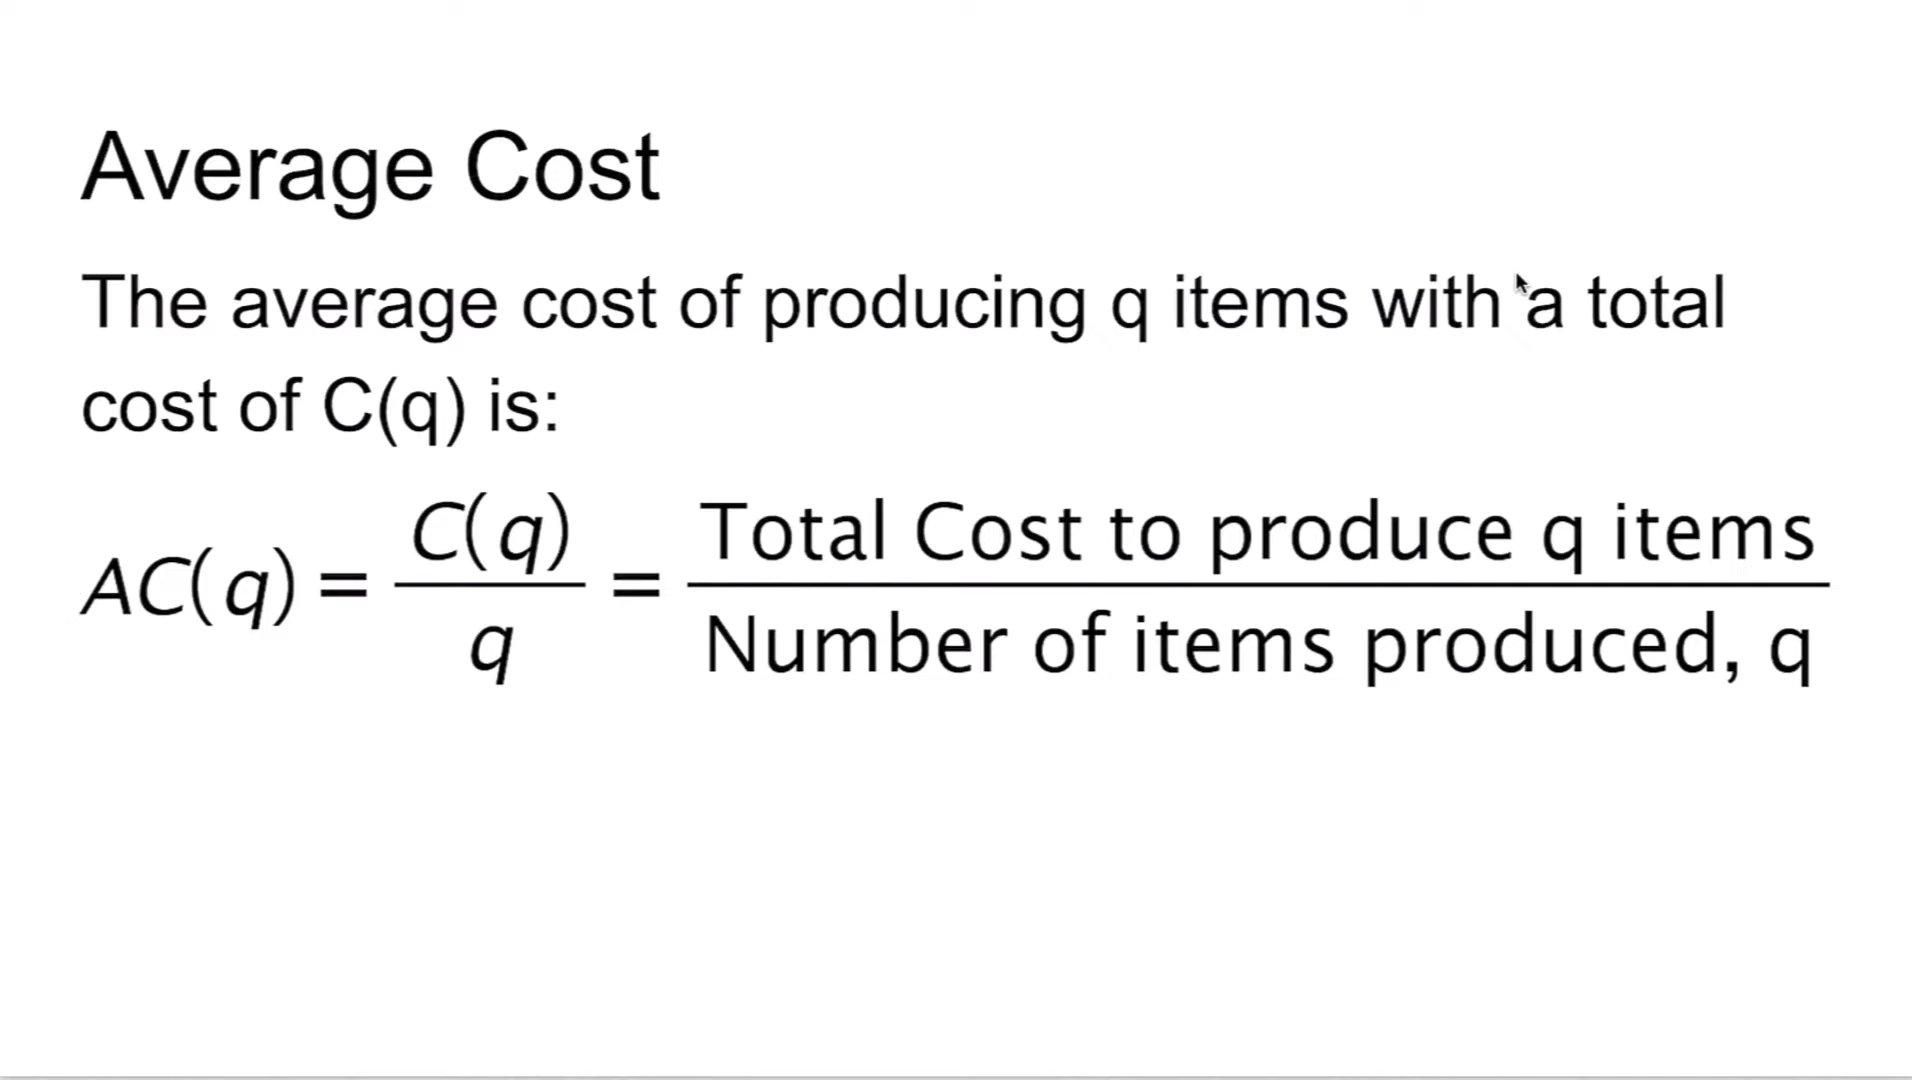 Average Cost
The average cost of producing q items with a total
cost of C(q) is:
AC(q) = C(q)/q = Total Cost to produce q items / Number of items produced, q